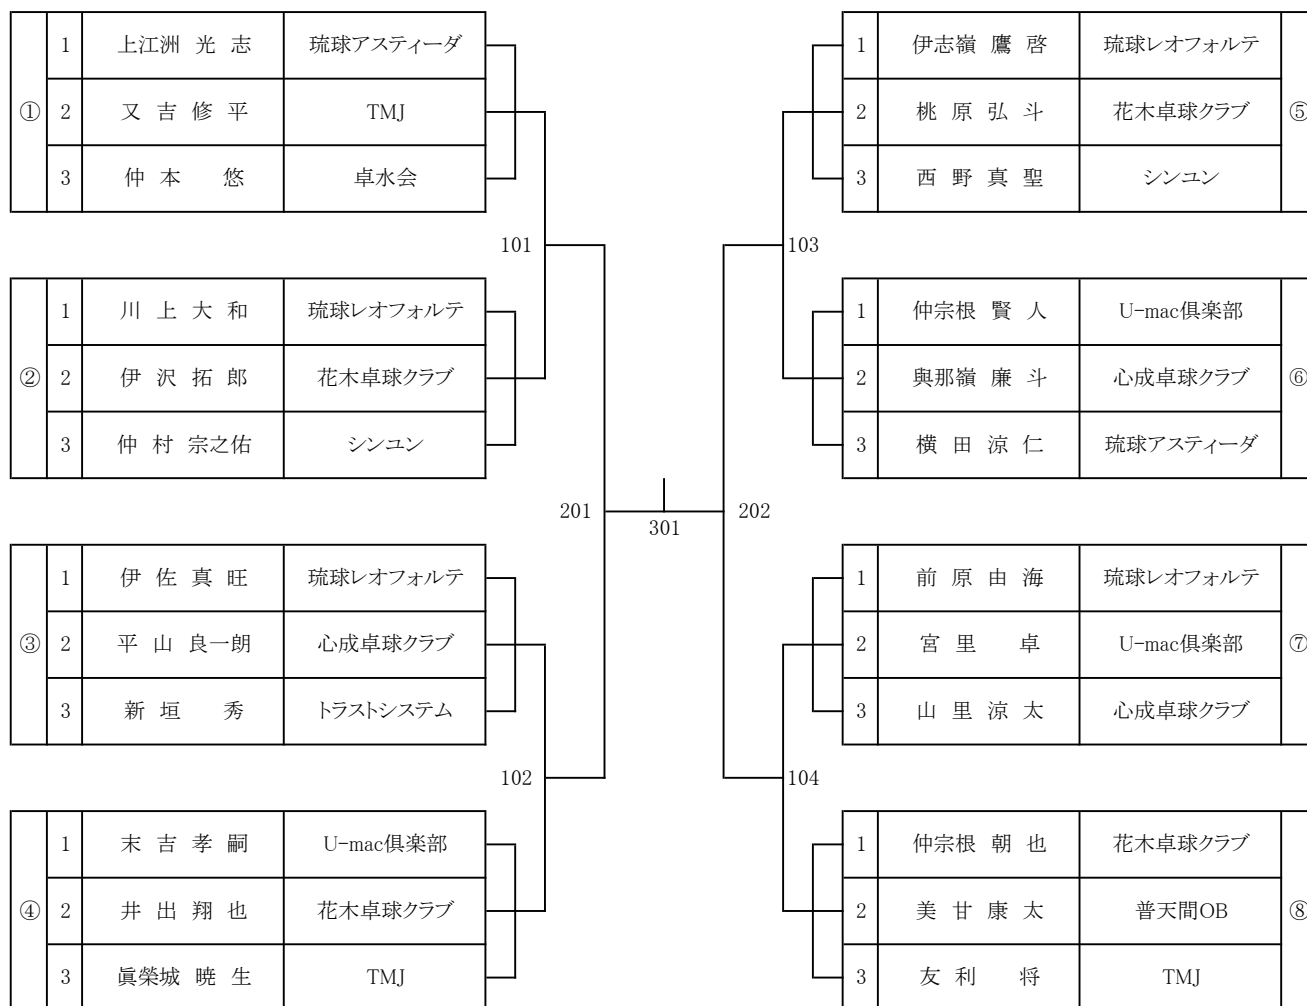 ①
1 上江洲 光 志 琉球アスティーダ
2 又 吉 修 平 TMJ
3 仲 本 悠 卓水会
101
②
1 川 上 大 和 琉球レオフォルテ
2 伊 沢 拓 郎 花木卓球クラブ
3 仲 村 宗之佑 シンユン
201
③
1 伊 佐 真 旺 琉球レオフォルテ
2 平 山 良一朗 心成卓球クラブ
3 新 垣 秀 トラストシステム
102
④
1 末 吉 孝 嗣 U-mac倶楽部
2 井 出 翔 也 花木卓球クラブ
3 眞榮城 暁 生 TMJ
301
⑤
1 伊志嶺 鷹 啓 琉球レオフォルテ
2 桃 原 弘 斗 花木卓球クラブ
3 西 野 真 聖 シンユン
103
⑥
1 仲宗根 賢 人 U-mac倶楽部
2 與那嶺 廉 斗 心成卓球クラブ
3 横 田 涼 仁 琉球アスティーダ
202
⑦
1 前 原 由 海 琉球レオフォルテ
2 宮 里 卓 U-mac倶楽部
3 山 里 涼 太 心成卓球クラブ
104
⑧
1 仲宗根 朝 也 花木卓球クラブ
2 美 甘 康 太 普天間OB
3 友 利 将 TMJ